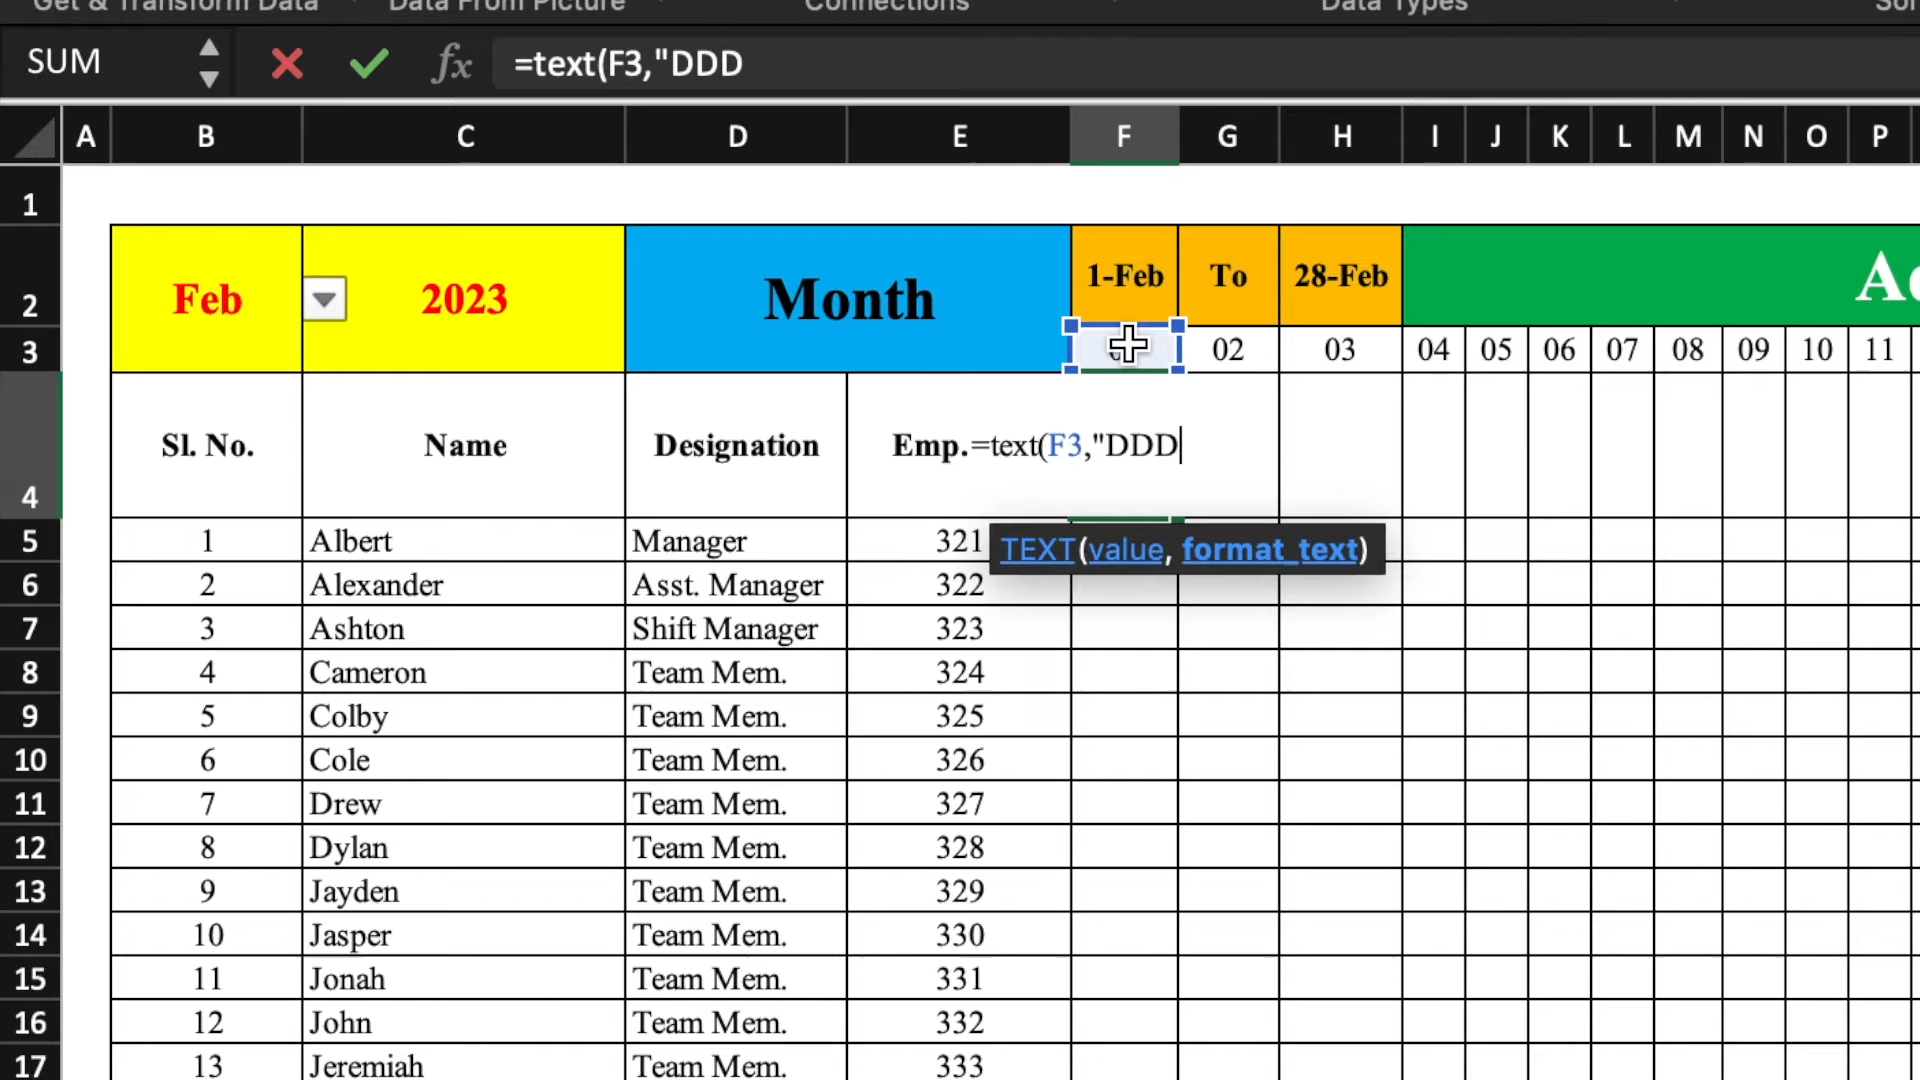 Get & Transform Data Data From Picture Connections Data Types
SUM fx =text(F3,"DDD
A B C D E F G H I J K L M N O P
1
2 Feb 2023 Month 1-Feb To 28-Feb
3 02 03 04 05 06 07 08 09 10 11
4 Sl. No. Name Designation Emp. =text(F3,"DDD
5 1 Albert Manager 321
TEXT(value, format_text)
6 2 Alexander Asst. Manager 322
7 3 Ashton Shift Manager 323
8 4 Cameron Team Mem. 324
9 5 Colby Team Mem. 325
10 6 Cole Team Mem. 326
11 7 Drew Team Mem. 327
12 8 Dylan Team Mem. 328
13 9 Jayden Team Mem. 329
14 10 Jasper Team Mem. 330
15 11 Jonah Team Mem. 331
16 12 John Team Mem. 332
17 13 Jeremiah Team Mem. 333